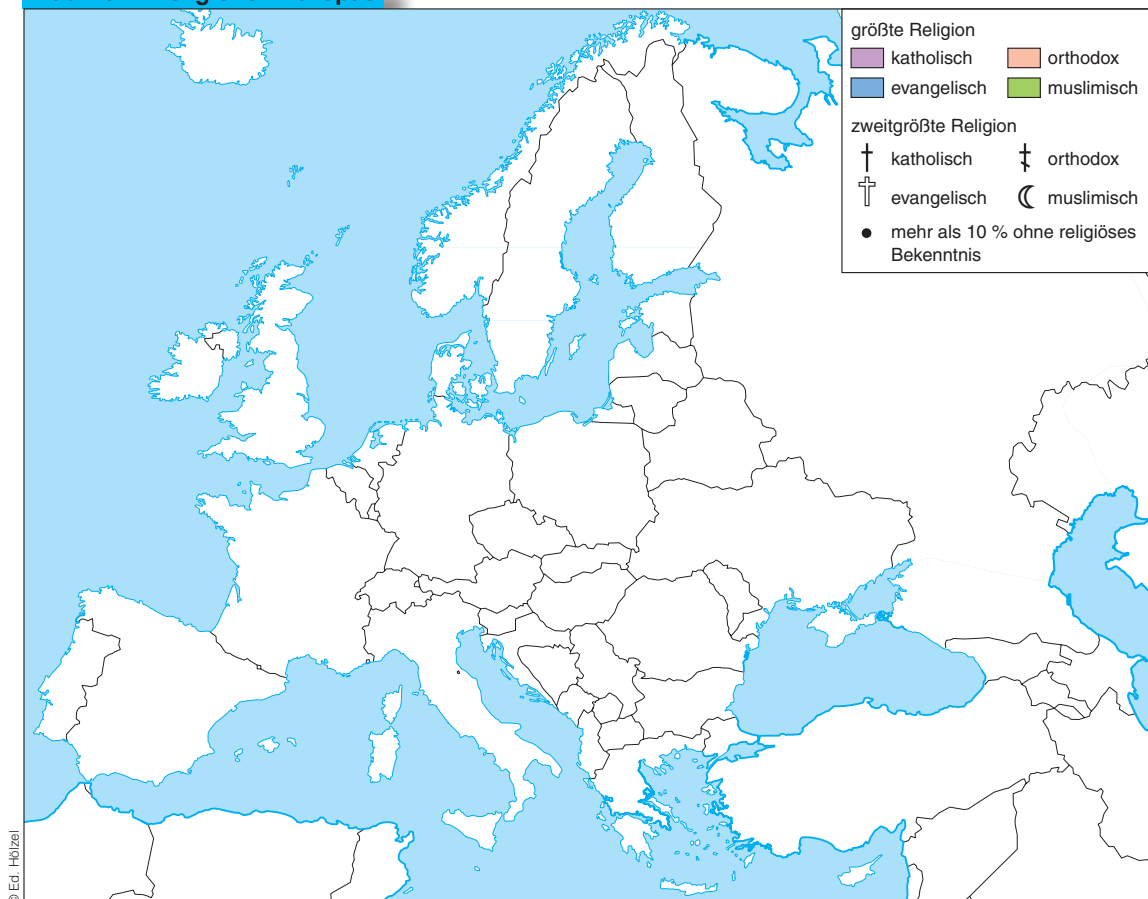 größte Religion
katholisch
orthodox
evangelisch
muslimisch
zweitgrößte Religion
katholisch
orthodox
evangelisch
muslimisch
mehr als 10 % ohne religiöses
Bekenntnis
© Ed. Hölzel